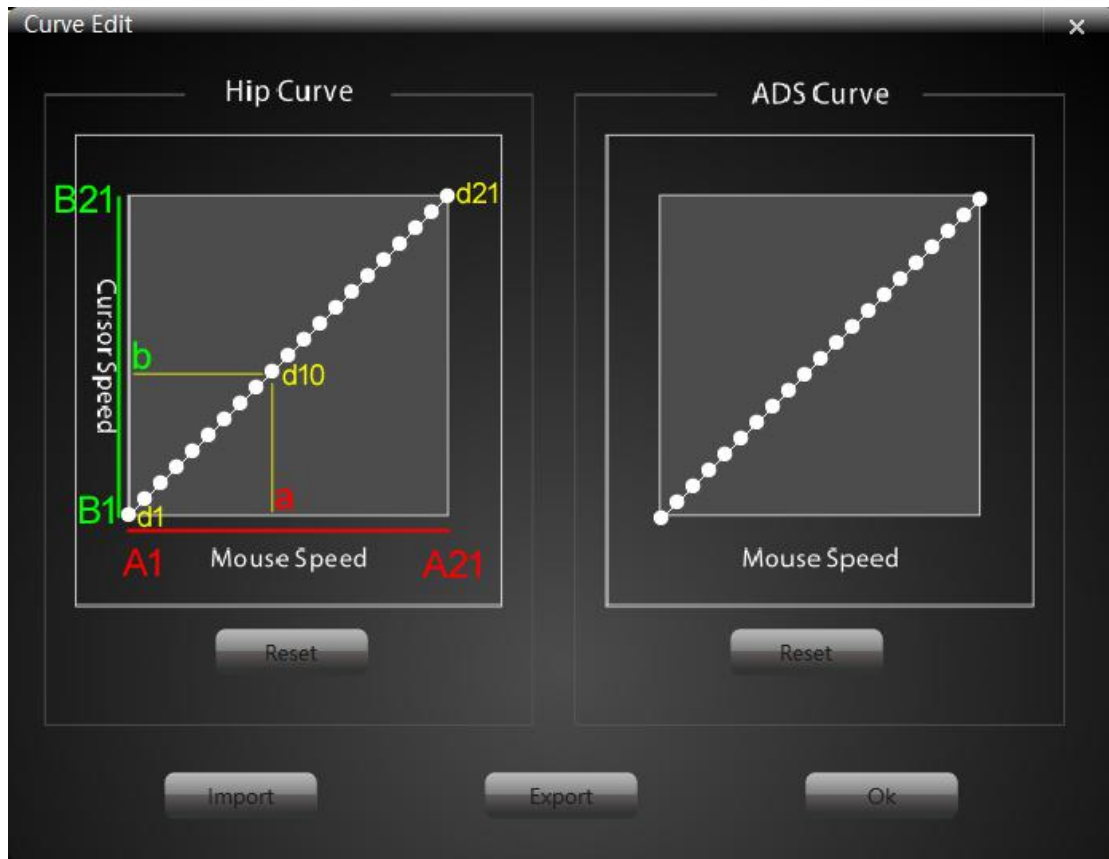 Curve Edit
×
Hip Curve
B21
d21
Cursor Speed
b
d10
a
B1
d1
A1
Mouse Speed
A21
Reset
ADS Curve
Mouse Speed
Reset
Import
Export
Ok